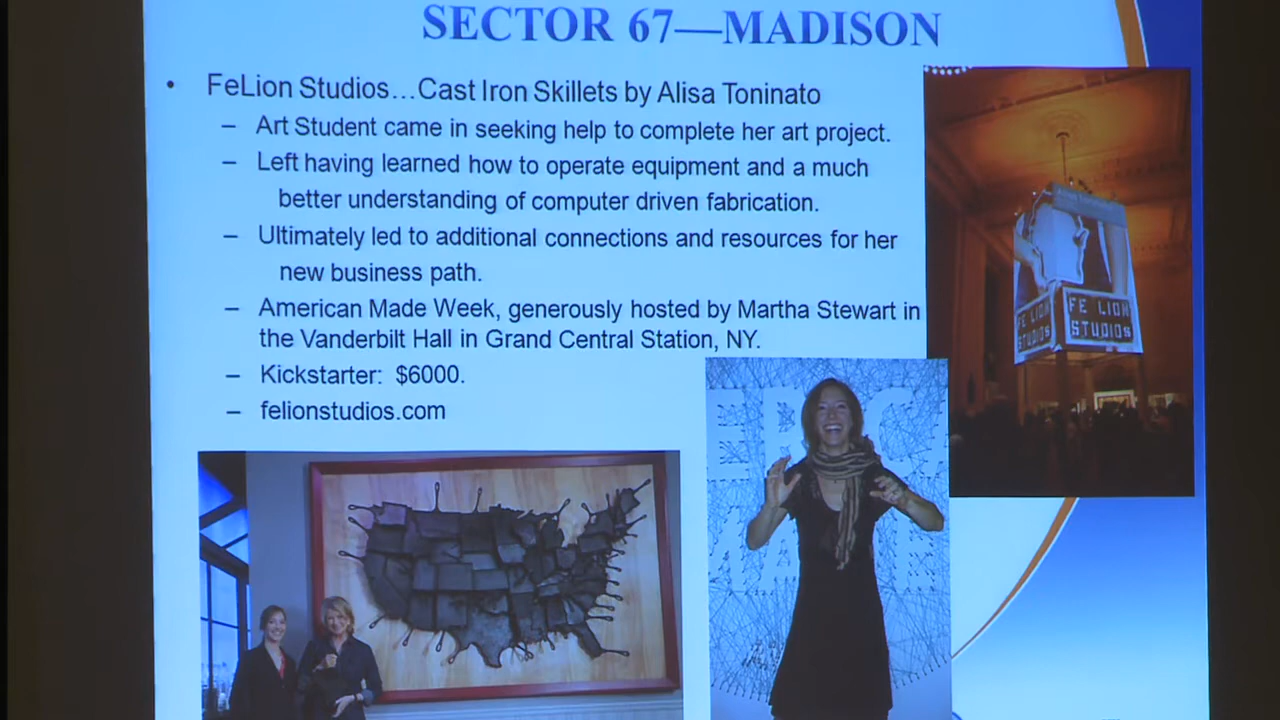 SECTOR 67—MADISON
• FeLion Studios…Cast Iron Skillets by Alisa Toninato
– Art Student came in seeking help to complete her art project.
– Left having learned how to operate equipment and a much
better understanding of computer driven fabrication.
– Ultimately led to additional connections and resources for her
new business path.
– American Made Week, generously hosted by Martha Stewart in
the Vanderbilt Hall in Grand Central Station, NY.
– Kickstarter: $6000.
– felionstudios.com
FE LION
STUDIOS
FE LION
STUDIOS